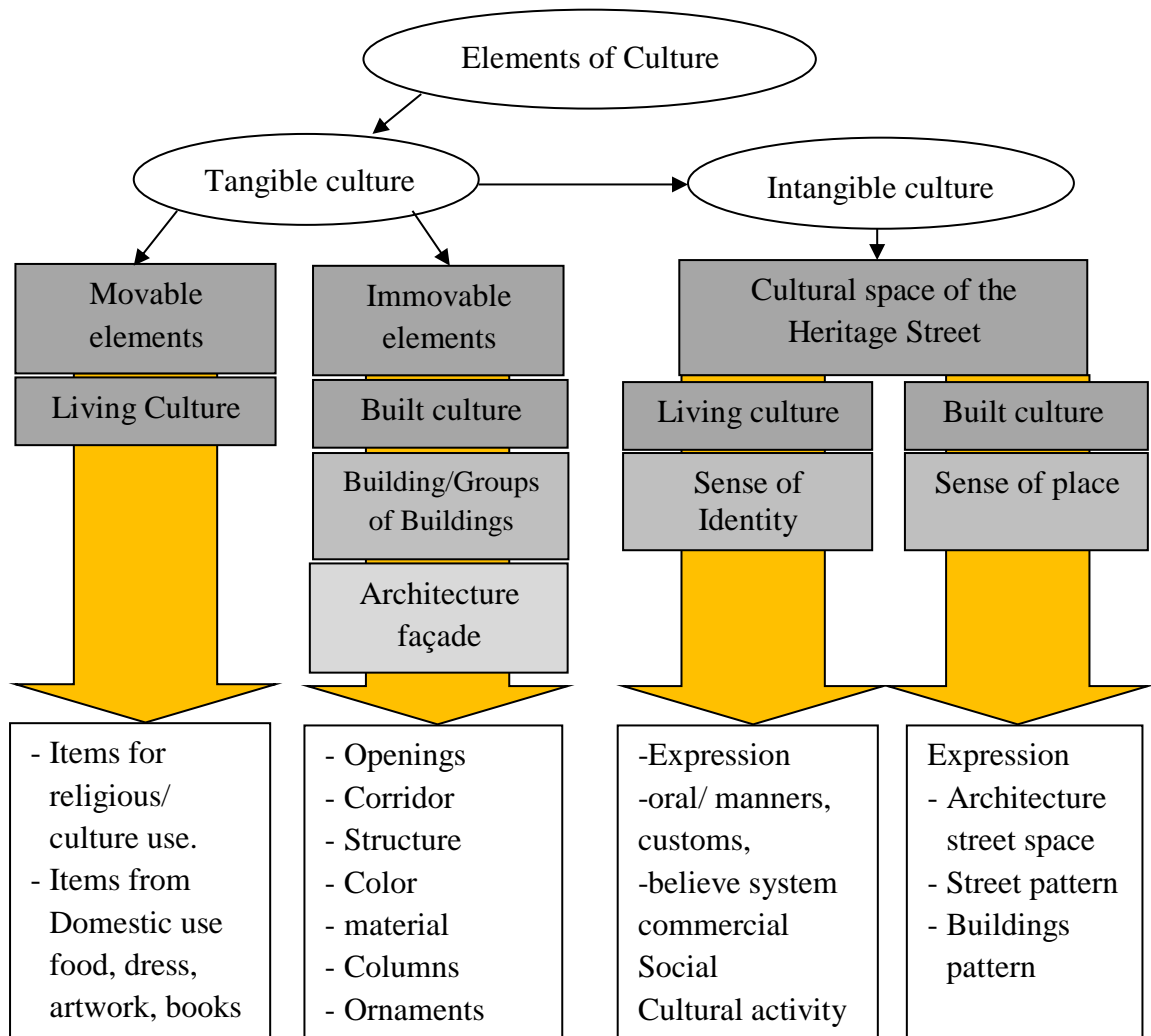 Elements of Culture
Tangible culture
Intangible culture
Movable
elements
Living Culture
Immovable
elements
Built culture
Building/Groups
of Buildings
Architecture
façade
Cultural space of the
Heritage Street
Living culture
Sense of
Identity
Built culture
Sense of place
- Items for
religious/
culture use.
- Items from
Domestic use
food, dress,
artwork, books
- Openings
- Corridor
- Structure
- Color
- material
- Columns
- Ornaments
-Expression
-oral/ manners,
customs,
-believe system
commercial
Social
Cultural activity
Expression
- Architecture
street space
- Street pattern
- Buildings
pattern